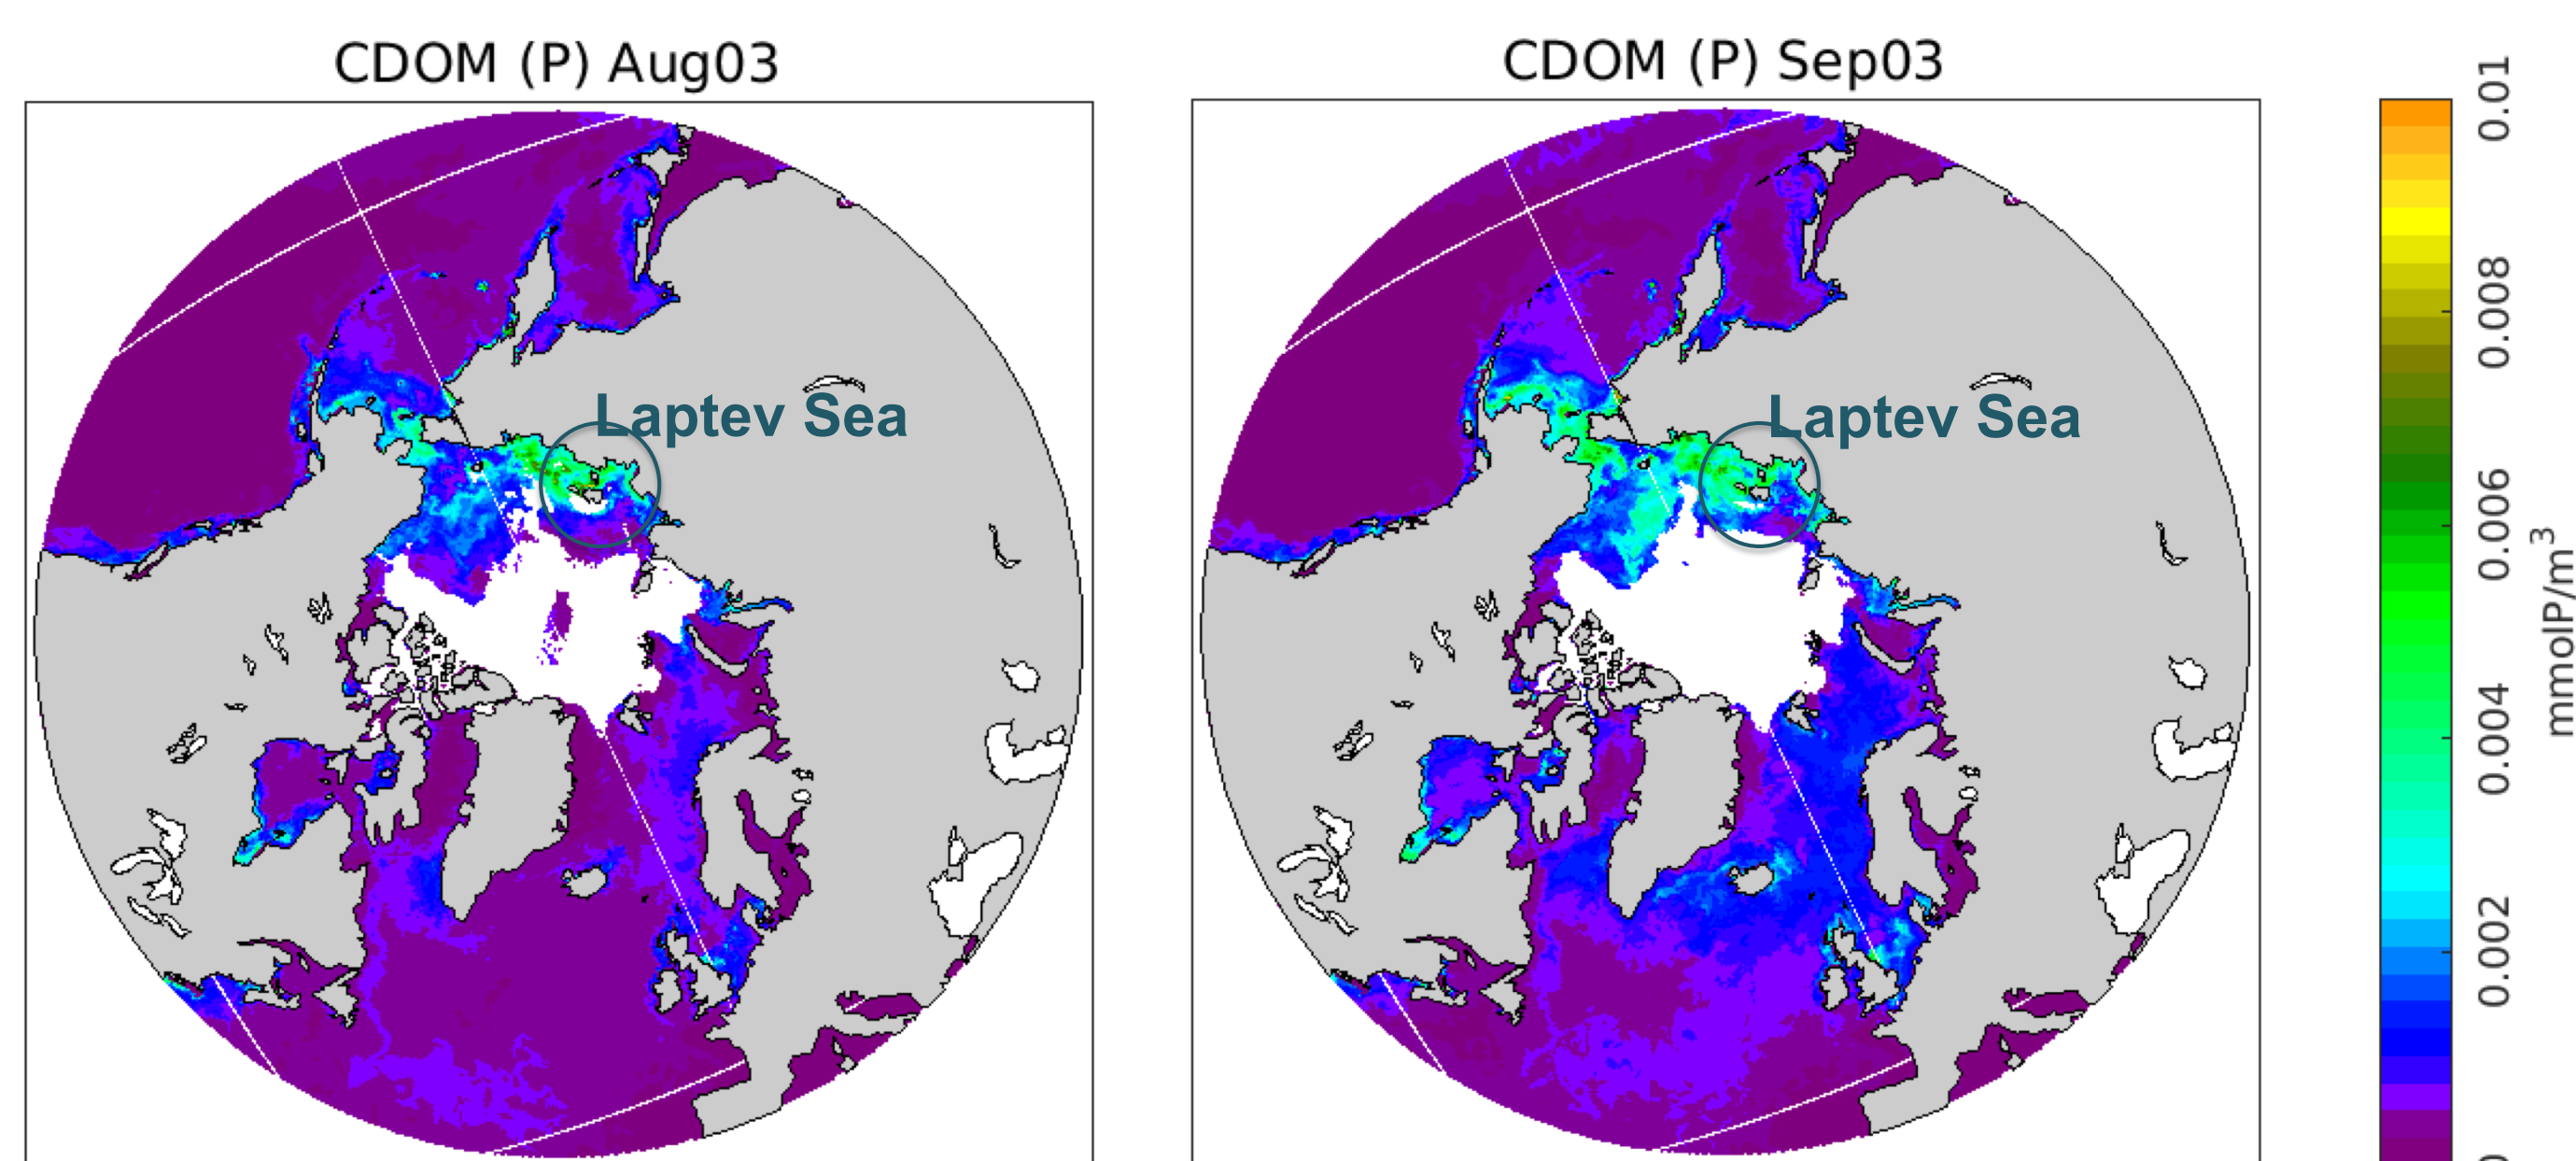 CDOM (P) Aug03
CDOM (P) Sep03
Laptev Sea
Laptev Sea
0.01
0.008
0.006
0.004
0.002
0
mmolP/m³